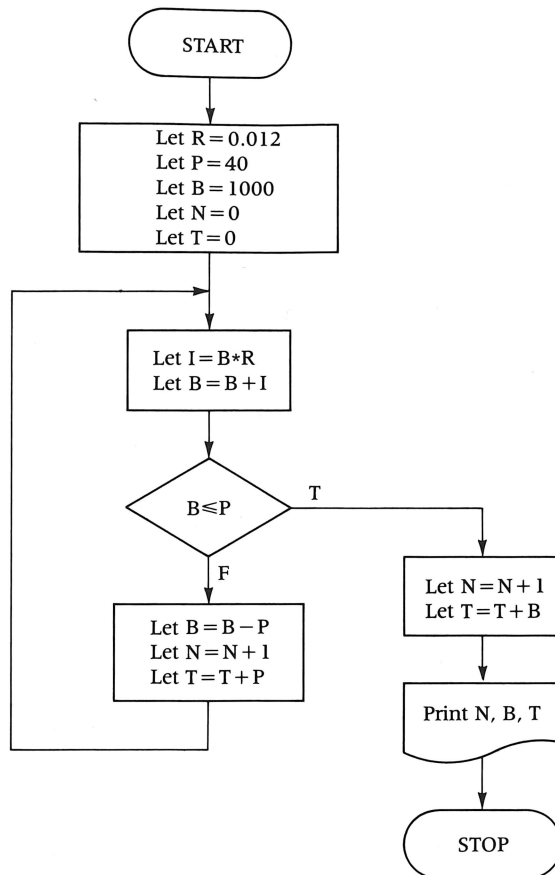 START
Let R=0.012
Let P=40
Let B=1000
Let N=0
Let T=0
Let I=B*R
Let B=B+I
B⩽P
T
F
Let B=B−P
Let N=N+1
Let T=T+P
Let N=N+1
Let T=T+B
Print N, B, T
STOP